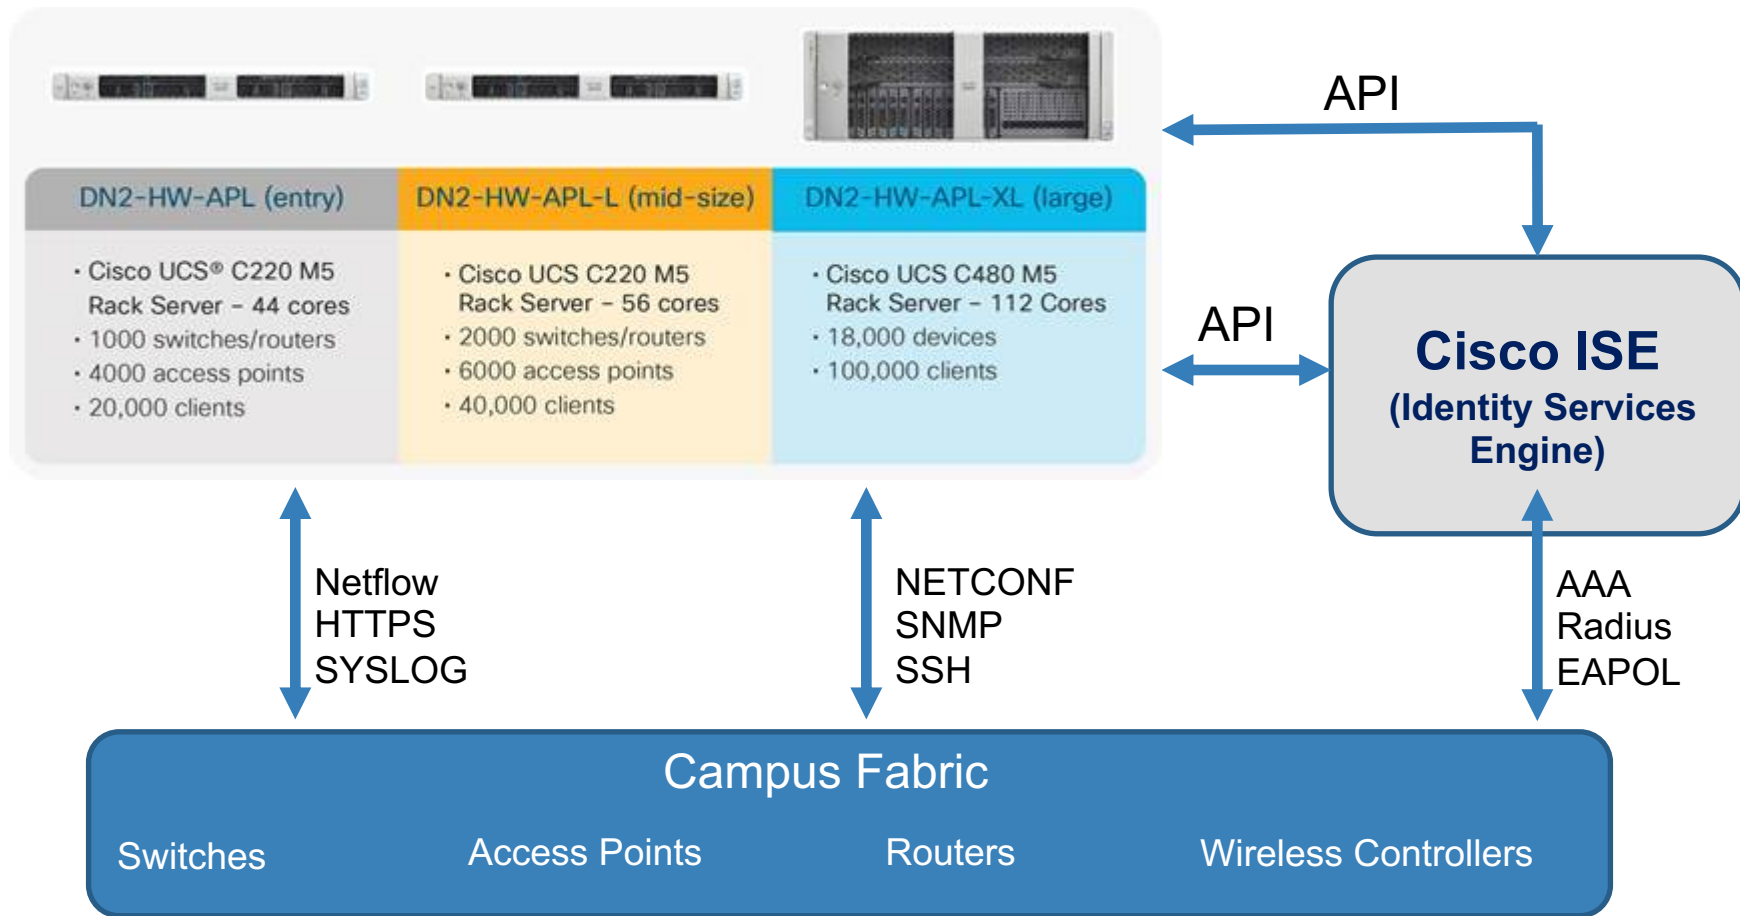 API
DN2-HW-APL (entry)
DN2-HW-APL-L (mid-size)
DN2-HW-APL-XL (large)
· Cisco UCS® C220 M5
Rack Server – 44 cores
· 1000 switches/routers
· 4000 access points
· 20,000 clients
· Cisco UCS C220 M5
Rack Server – 56 cores
· 2000 switches/routers
· 6000 access points
· 40,000 clients
· Cisco UCS C480 M5
Rack Server – 112 Cores
· 18,000 devices
· 100,000 clients
API
Cisco ISE
(Identity Services
Engine)
Netflow
HTTPS
SYSLOG
NETCONF
SNMP
SSH
AAA
Radius
EAPOL
Campus Fabric
Switches
Access Points
Routers
Wireless Controllers